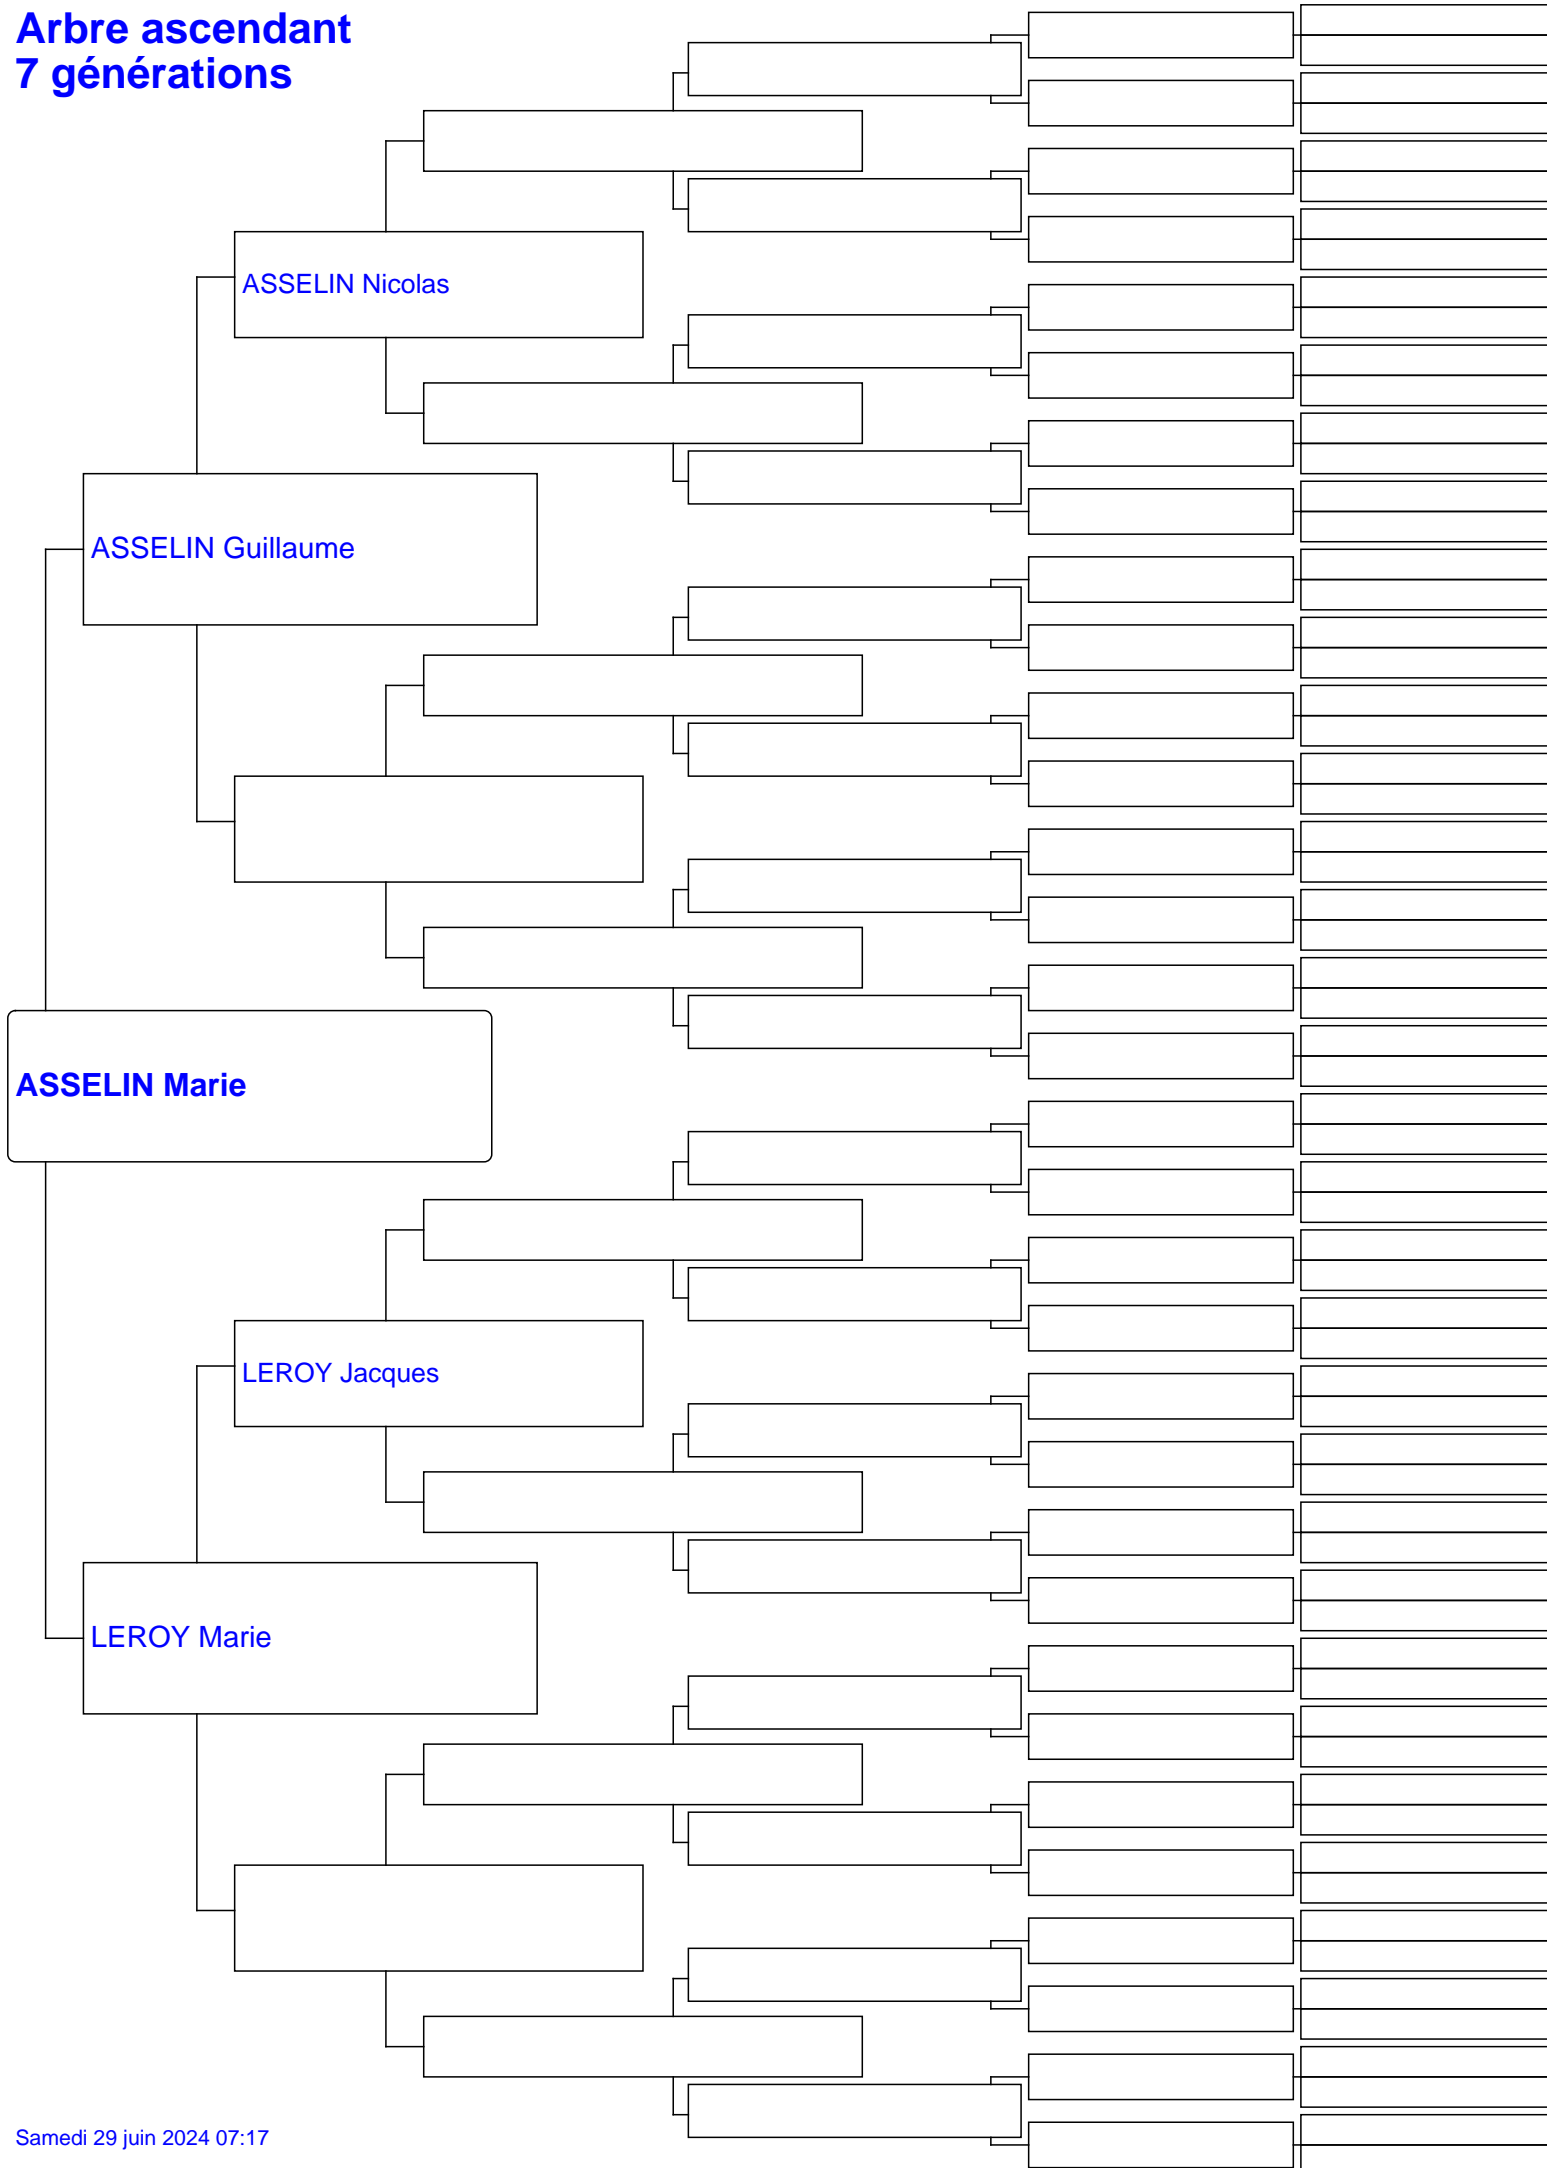 Arbre ascendant
7 générations
ASSELIN Nicolas
ASSELIN Guillaume
ASSELIN Marie
LEROY Jacques
LEROY Marie
Samedi 29 juin 2024 07:17